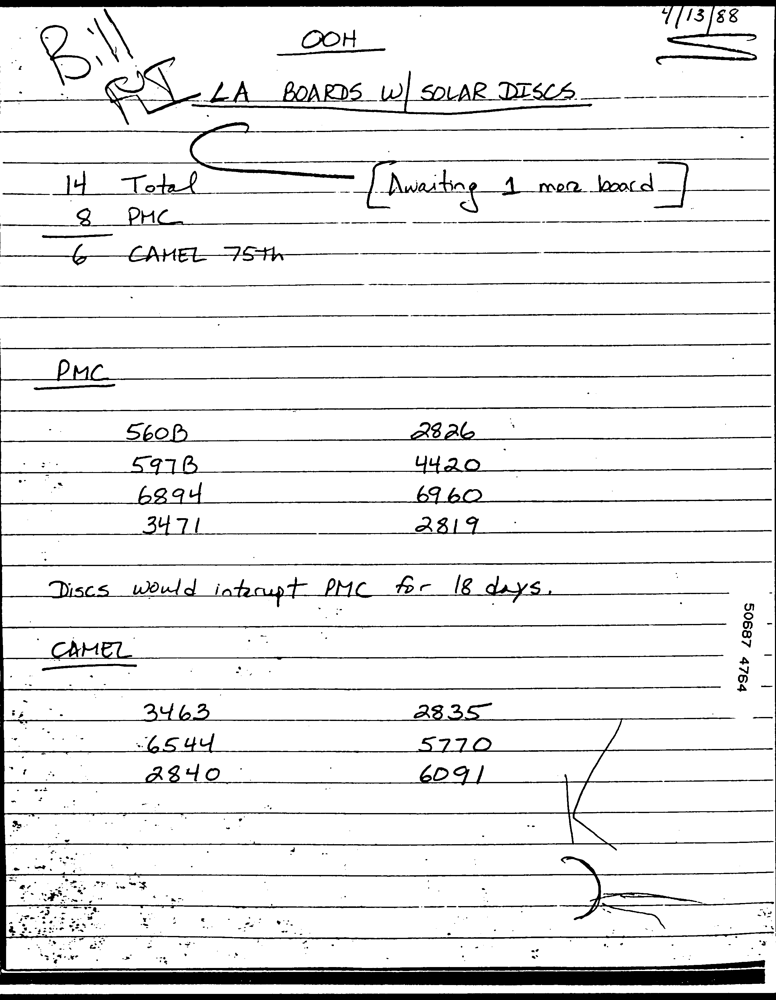 4/13/88
Bill
OOH
LA BOARDS W/ SOLAR DISCS
14 Total [Awaiting 1 more board]
8 PMC
6 CAMEL 75th
PMC
560B 2826
597B 4420
6894 6960
3471 2819
Discs would interupt PMC for 18 days.
CAMEL
3463 2835
6544 5770
2840 6091
50687 4764